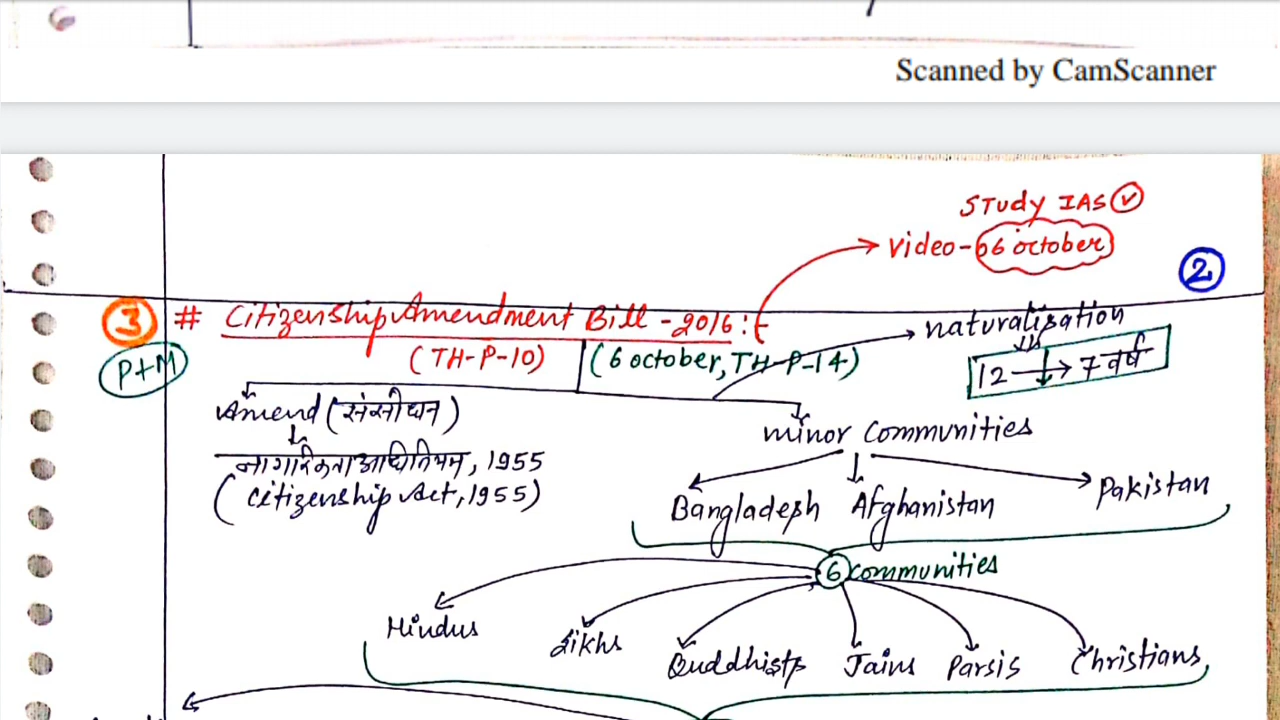 Scanned by CamScanner
STUdy IAS
Video - 06 october
2
3 # Citizenship Amendment Bill - 2016 :-
naturalisation
P+M
(TH-P-10) (6 october, TH-P-14)
12 → 7 वर्ष
Amend (संसोधन)
minor Communities
नागरिकता अधिनियम, 1955
(Citizenship Act, 1955)
Bangladesh Afghanistan Pakistan
6 communities
Hindus Sikhs Buddhists Jains Parsis Christians